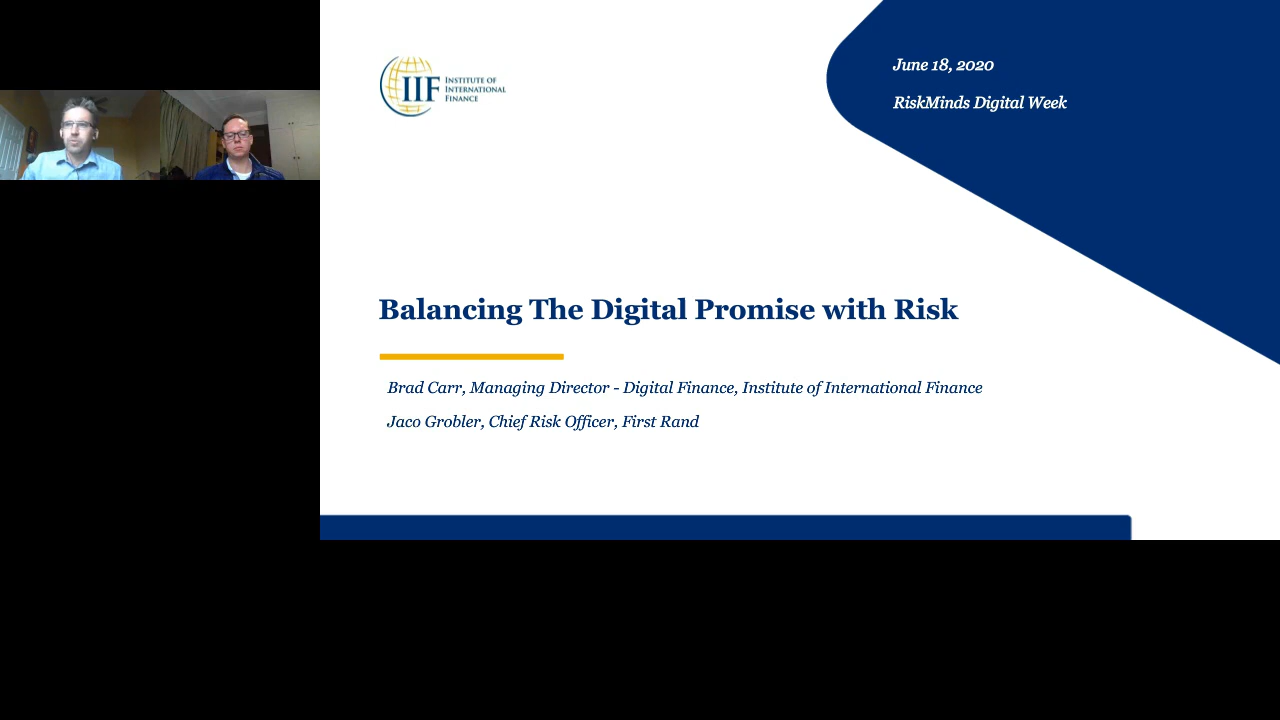 IIF
INSTITUTE OF
INTERNATIONAL
FINANCE
June 18, 2020
RiskMinds Digital Week
Balancing The Digital Promise with Risk
Brad Carr, Managing Director - Digital Finance, Institute of International Finance
Jaco Grobler, Chief Risk Officer, First Rand